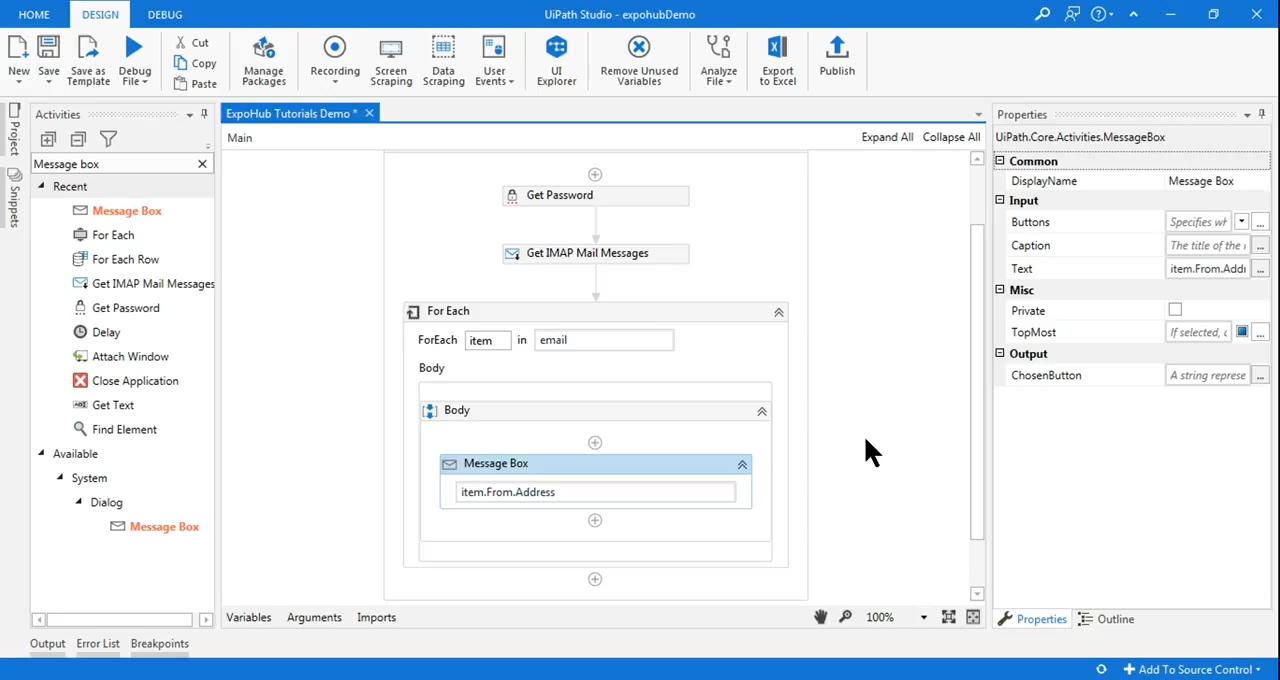 HOME DESIGN DEBUG UiPath Studio - expohubDemo
New Save Save as Template Debug File Cut Copy Paste Manage Packages Recording Screen Scraping Data Scraping User Events UI Explorer Remove Unused Variables Analyze File Export to Excel Publish
Project
Snippets
Activities
Message box
Recent
Message Box
For Each
For Each Row
Get IMAP Mail Messages
Get Password
Delay
Attach Window
Close Application
Get Text
Find Element
Available
System
Dialog
Message Box
ExpoHub Tutorials Demo *
Main Expand All Collapse All
Get Password
Get IMAP Mail Messages
For Each
ForEach item in email
Body
Body
Message Box
item.From.Address
Variables Arguments Imports 100%
Properties
UiPath.Core.Activities.MessageBox
Common
DisplayName Message Box
Input
Buttons Specifies wh ...
Caption The title of the ...
Text item.From.Addr ...
Misc
Private
TopMost If selected, ...
Output
ChosenButton A string represe ...
Properties Outline
Output Error List Breakpoints
Add To Source Control